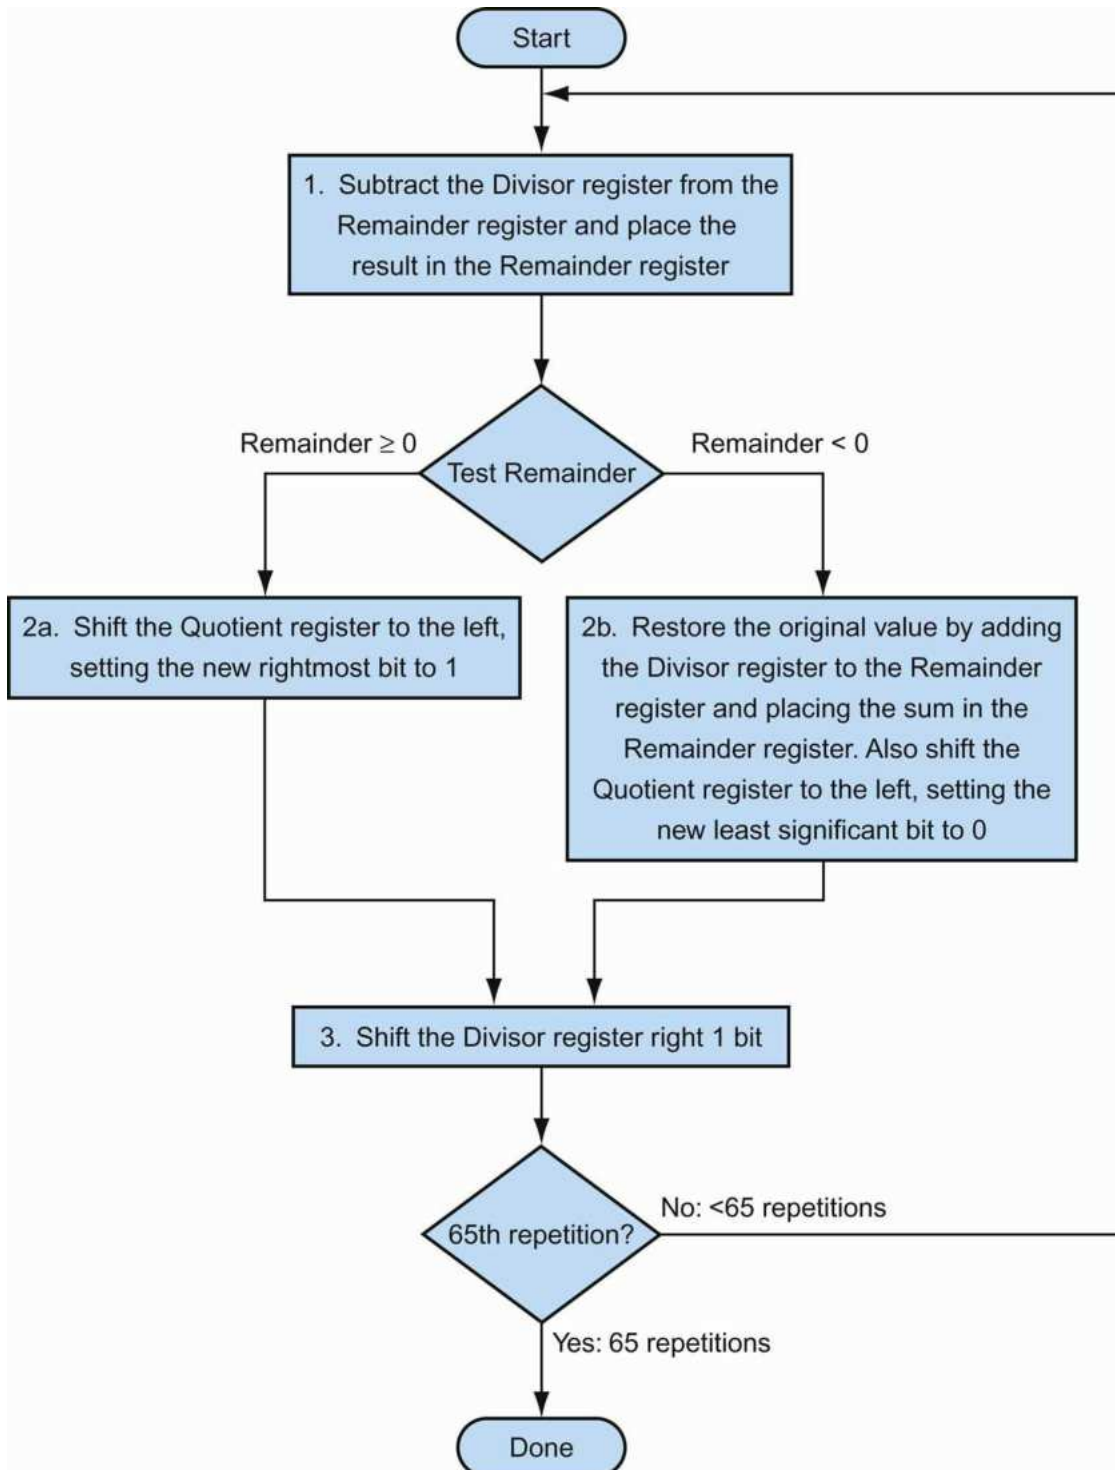 Start
1. Subtract the Divisor register from the
Remainder register and place the
result in the Remainder register
Remainder ≥ 0
Remainder < 0
Test Remainder
2a. Shift the Quotient register to the left,
setting the new rightmost bit to 1
2b. Restore the original value by adding
the Divisor register to the Remainder
register and placing the sum in the
Remainder register. Also shift the
Quotient register to the left, setting the
new least significant bit to 0
3. Shift the Divisor register right 1 bit
65th repetition?
No: <65 repetitions
Yes: 65 repetitions
Done